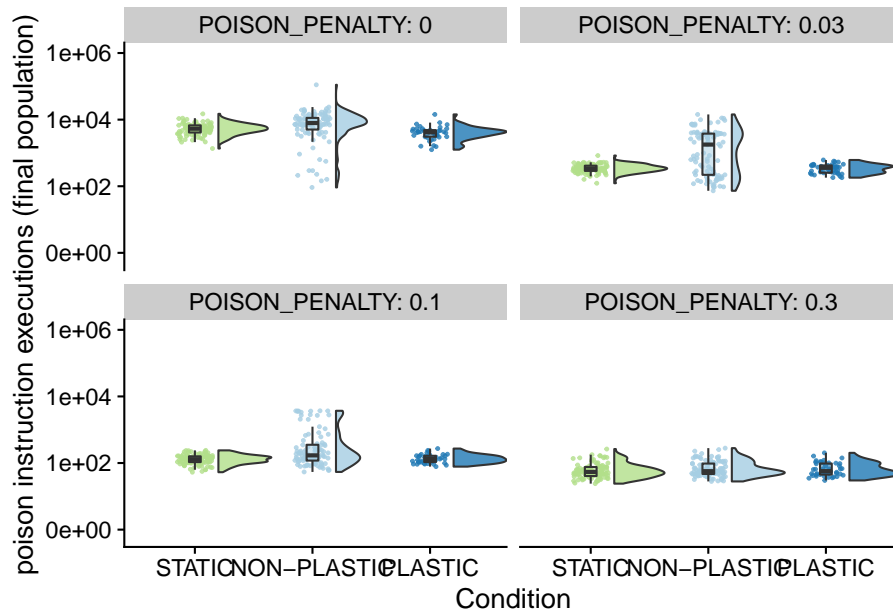 poison instruction executions (final population)
POISON_PENALTY: 0
POISON_PENALTY: 0.03
1e+06
1e+04
1e+02
0e+00
POISON_PENALTY: 0.1
POISON_PENALTY: 0.3
1e+06
1e+04
1e+02
0e+00
STATIC NON−PLASTIC PLASTIC
STATIC NON−PLASTIC PLASTIC
Condition